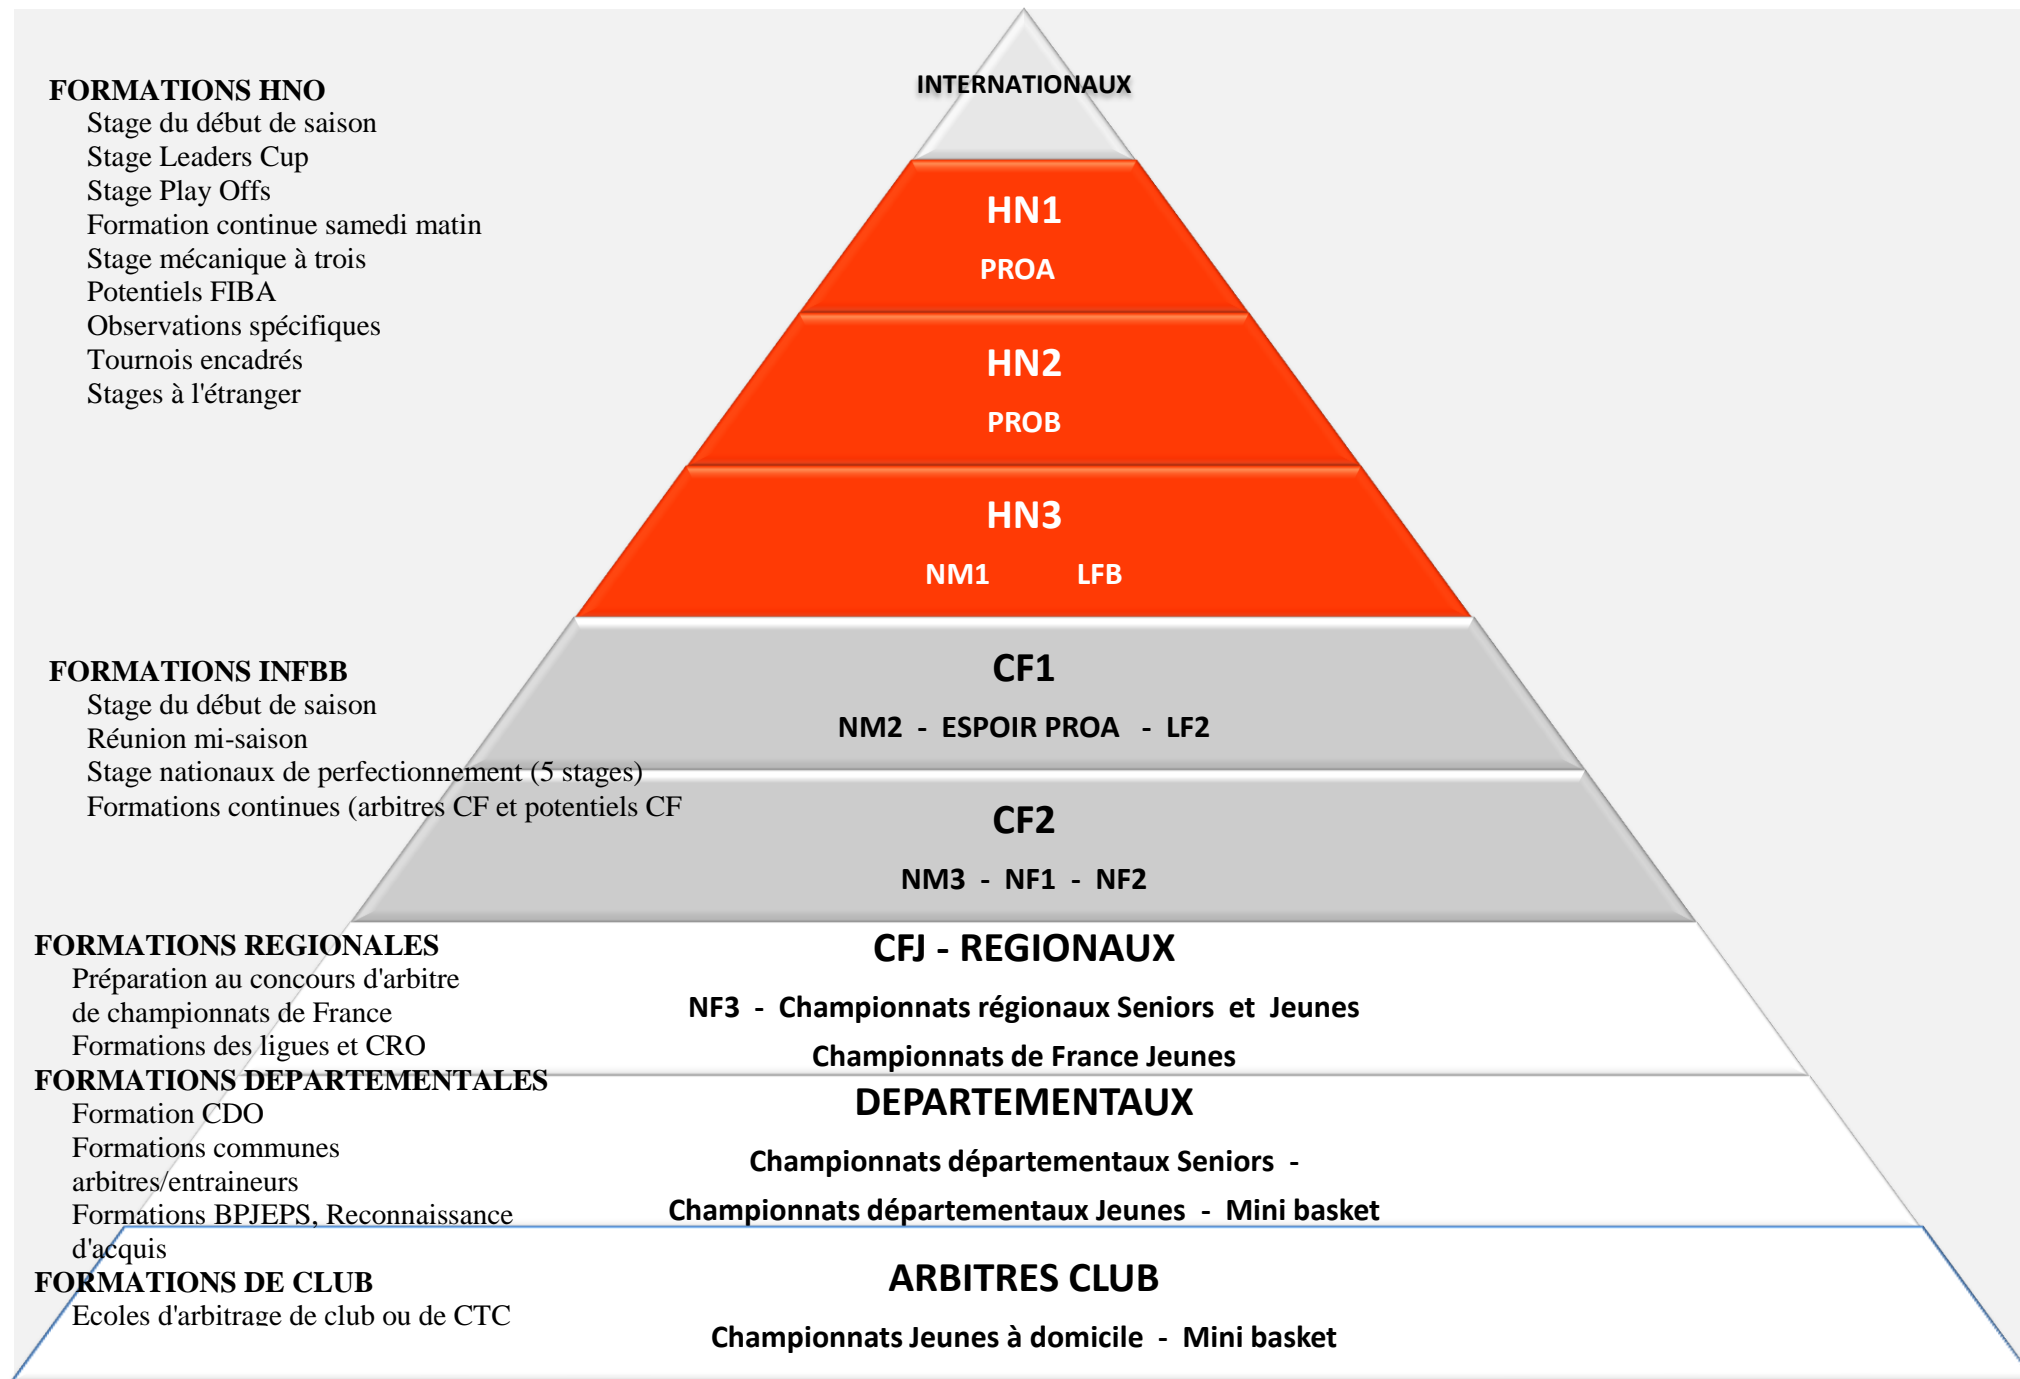 FORMATIONS HNO
Stage du début de saison
Stage Leaders Cup
Stage Play Offs
Formation continue samedi matin
Stage mécanique à trois
Potentiels FIBA
Observations spécifiques
Tournois encadrés
Stages à l'étranger
FORMATIONS INFBB
Stage du début de saison
Réunion mi-saison
Stage nationaux de perfectionnement (5 stages)
Formations continues (arbitres CF et potentiels CF
FORMATIONS REGIONALES
Préparation au concours d'arbitre
de championnats de France
Formations des ligues et CRO
FORMATIONS DEPARTEMENTALES
Formation CDO
Formations communes
arbitres/entraineurs
Formations BPJEPS, Reconnaissance
d'acquis
FORMATIONS DE CLUB
Ecoles d'arbitrage de club ou de CTC
INTERNATIONAUX
HN1
PROA
HN2
PROB
HN3
NM1 LFB
CF1
NM2 - ESPOIR PROA - LF2
CF2
NM3 - NF1 - NF2
CFJ - REGIONAUX
NF3 - Championnats régionaux Seniors et Jeunes
Championnats de France Jeunes
DEPARTEMENTAUX
Championnats départementaux Seniors -
Championnats départementaux Jeunes - Mini basket
ARBITRES CLUB
Championnats Jeunes à domicile - Mini basket